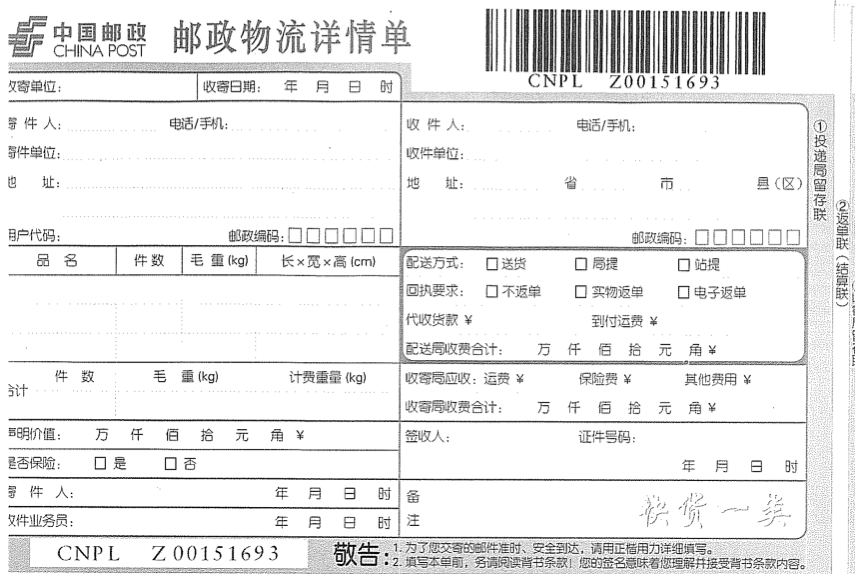 中国邮政 邮政物流详情单
CHINA POST
CNPL Z00151693
收寄单位: 收寄日期: 年 月 日 时
寄 件 人: 电话/手机: 收 件 人: 电话/手机:
寄件单位: 收件单位:
地 址: 地 址: 省 市 县(区)
用户代码: 邮政编码: 邮政编码:
品 名 件数 毛 重(kg) 长×宽×高(cm) 配送方式: 送货 局提 站提
回执要求: 不返单 实物返单 电子返单
代收货款 ¥ 到付运费 ¥
配送局收费合计: 万 仟 佰 拾 元 角 ¥
合计 件 数 毛 重(kg) 计费重量(kg) 收寄局应收: 运费 ¥ 保险费 ¥ 其他费用 ¥
收寄局收费合计: 万 仟 佰 拾 元 角 ¥
声明价值: 万 仟 佰 拾 元 角 ¥ 签收人: 证件号码:
是否保险: 是 否 年 月 日 时
寄 件 人: 年 月 日 时 备注 快货一类
收件业务员: 年 月 日 时
CNPL Z00151693
敬告: 1. 为了您交寄的邮件准时、安全到达,请用正楷用力详细填写。
2. 填写本单前,务请阅读背书条款!您的签名意味着您理解并接受背书条款内容。
①投递局留存联
②返单联(结算联)